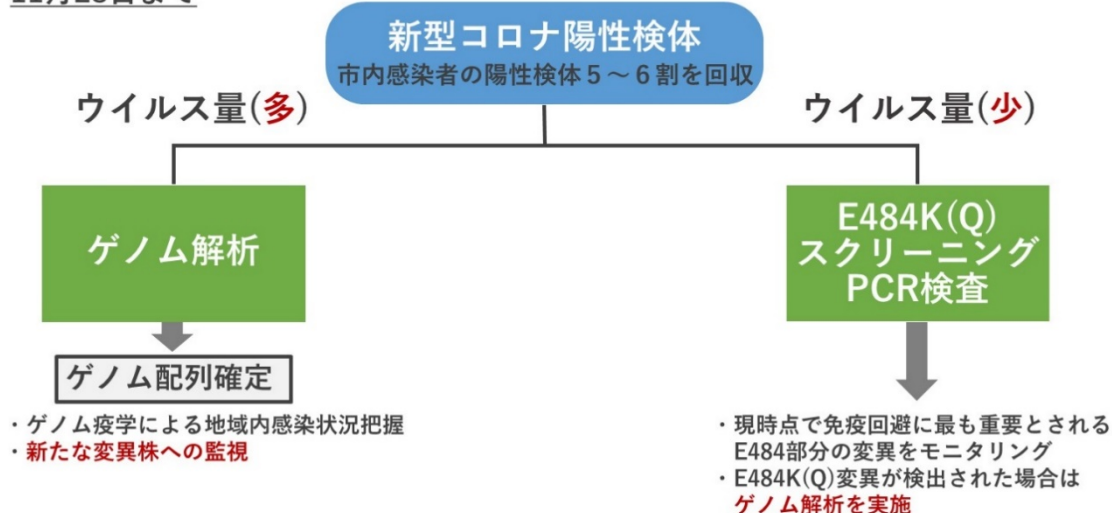 新型コロナ陽性検体
市内感染者の陽性検体５～６割を回収
ウイルス量(多)
ウイルス量(少)
ゲノム解析
E484K(Q)
スクリーニング
PCR検査
ゲノム配列確定
・ゲノム疫学による地域内感染状況把握
・新たな変異株への監視
・現時点で免疫回避に最も重要とされる
E484部分の変異をモニタリング
・E484K(Q)変異が検出された場合は
ゲノム解析を実施